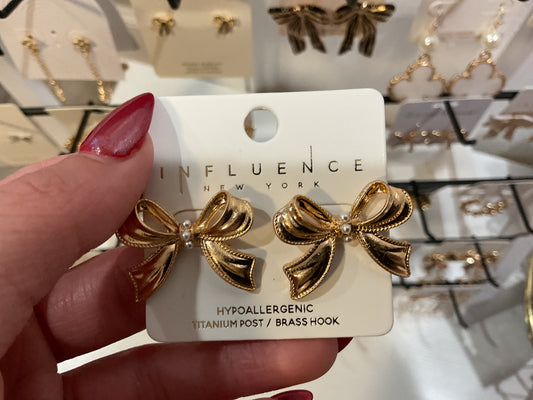 INFLUENCE
NEW YORK
HYPOALLERGENIC
TITANIUM POST / BRASS HOOK